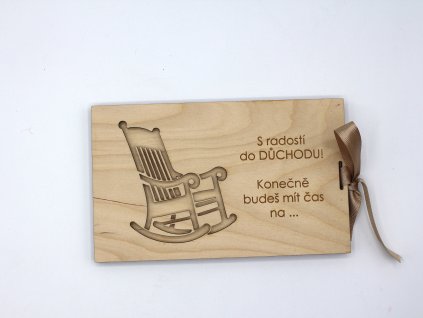 S radostí
do DŮCHODU!
Konečně
budeš mít čas
na ...